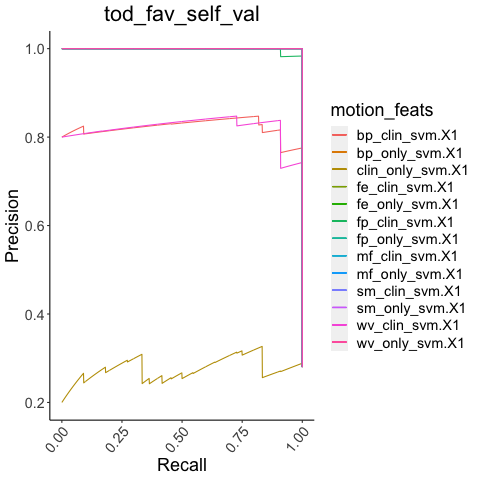 tod_fav_self_val
Precision
1.0
0.8
0.6
0.4
0.2
0.00
0.25
0.50
0.75
1.00
Recall
motion_feats
bp_clin_svm.X1
bp_only_svm.X1
clin_only_svm.X1
fe_clin_svm.X1
fe_only_svm.X1
fp_clin_svm.X1
fp_only_svm.X1
mf_clin_svm.X1
mf_only_svm.X1
sm_clin_svm.X1
sm_only_svm.X1
wv_clin_svm.X1
wv_only_svm.X1